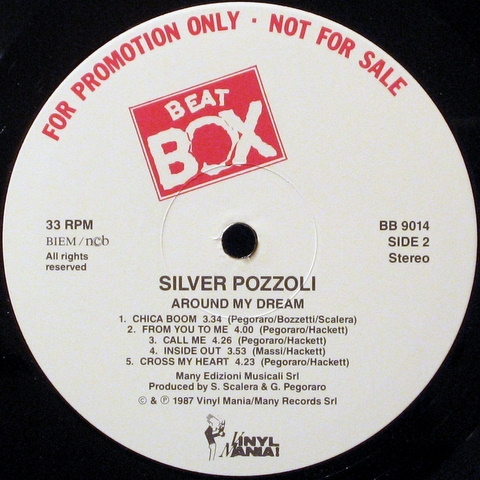 FOR PROMOTION ONLY · NOT FOR SALE
BEAT
BOX
33 RPM
BIEM/ncb
All rights
reserved
BB 9014
SIDE 2
Stereo
SILVER POZZOLI
AROUND MY DREAM
1. CHICA BOOM 3.34 (Pegoraro/Bozzetti/Scalera)
2. FROM YOU TO ME 4.00 (Pegoraro/Hackett)
3. CALL ME 4.26 (Pegoraro/Hackett)
4. INSIDE OUT 3.53 (Massi/Hackett)
5. CROSS MY HEART 4.23 (Pegoraro/Hackett)
Many Edizioni Musicali Srl
Produced by S. Scalera & G. Pegoraro
© & ℗ 1987 Vinyl Mania/Many Records Srl
VINYL
MANIA!